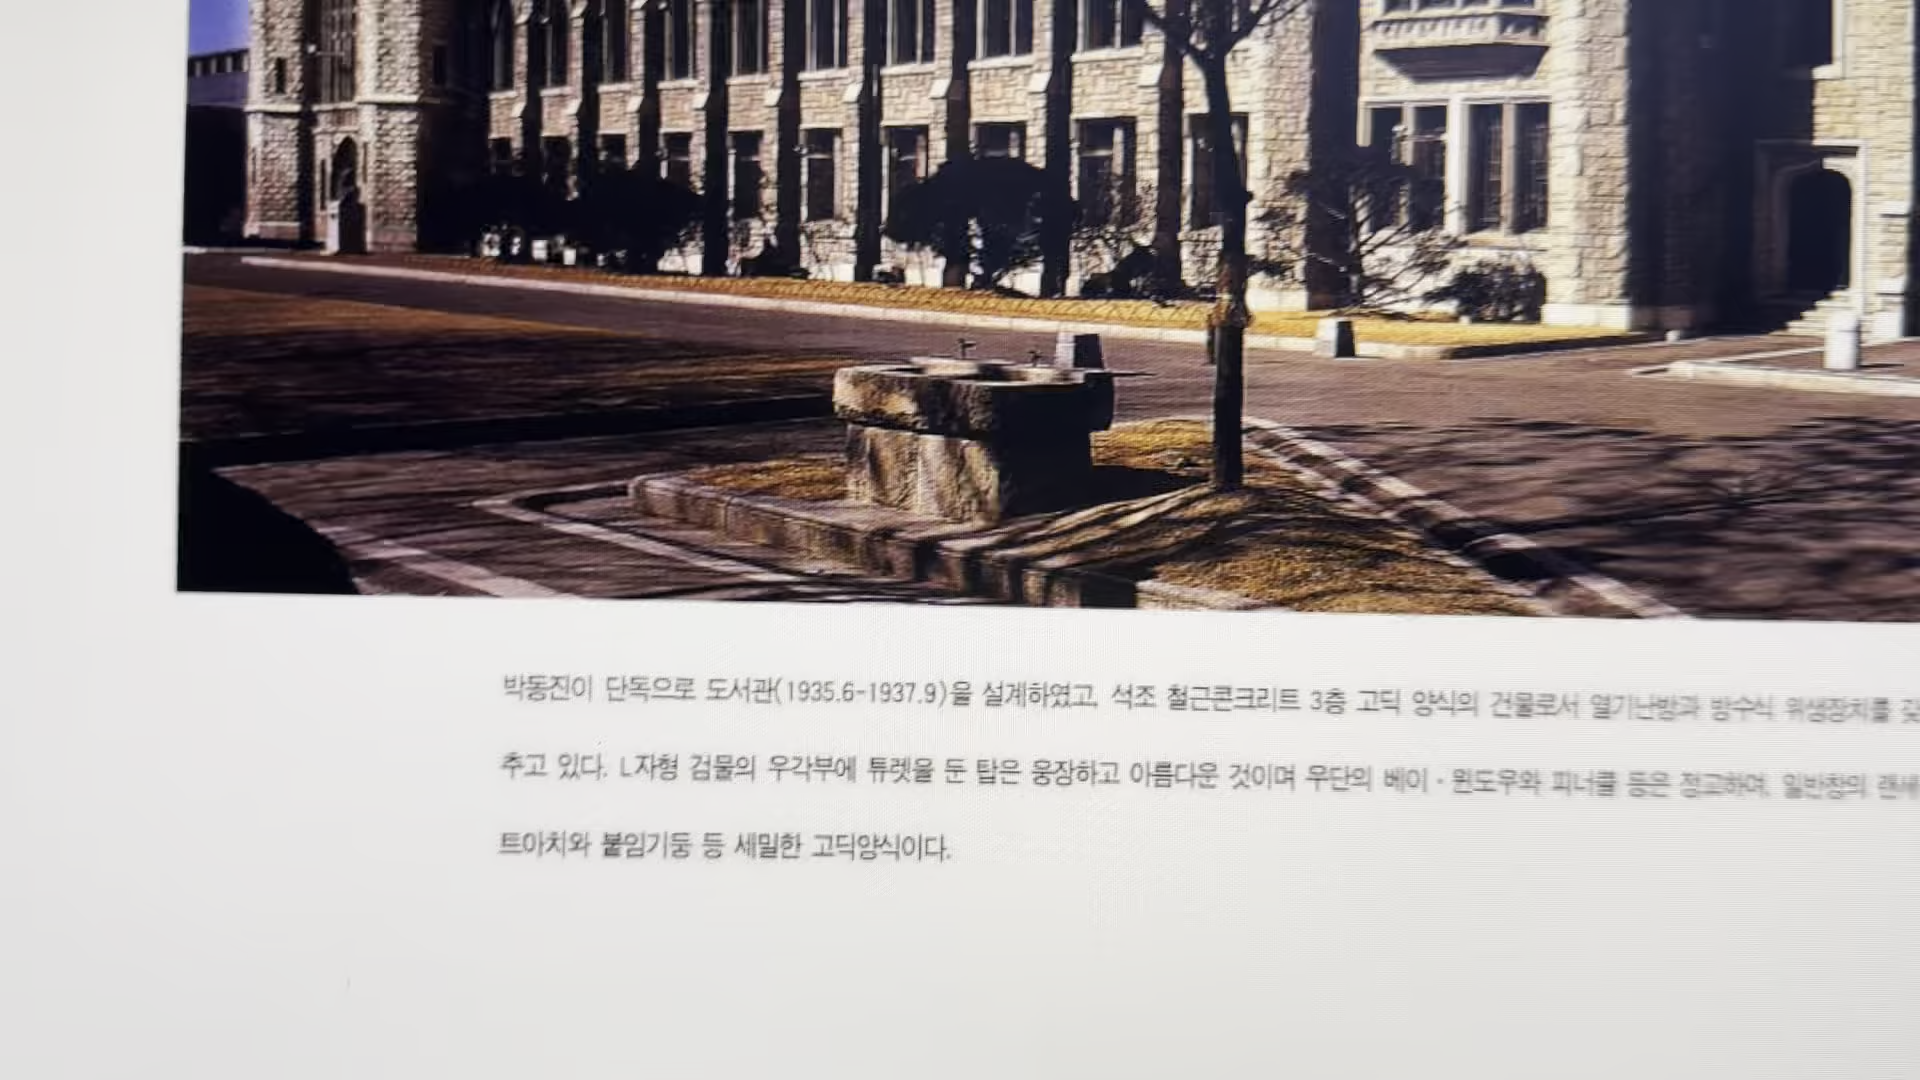 박동진이 단독으로 도서관(1935.6-1937.9)을 설계하였고, 석조 철근콘크리트 3층 고딕 양식의 건물로서 열기난방과 방수식 위생장치를 갖
추고 있다. L자형 검물의 우각부에 튜렛을 둔 탑은 웅장하고 아름다운 것이며 우단의 베이·윈도우와 피너클 등은 정교하여, 일반창의 랜세
트아치와 붙임기둥 등 세밀한 고딕양식이다.